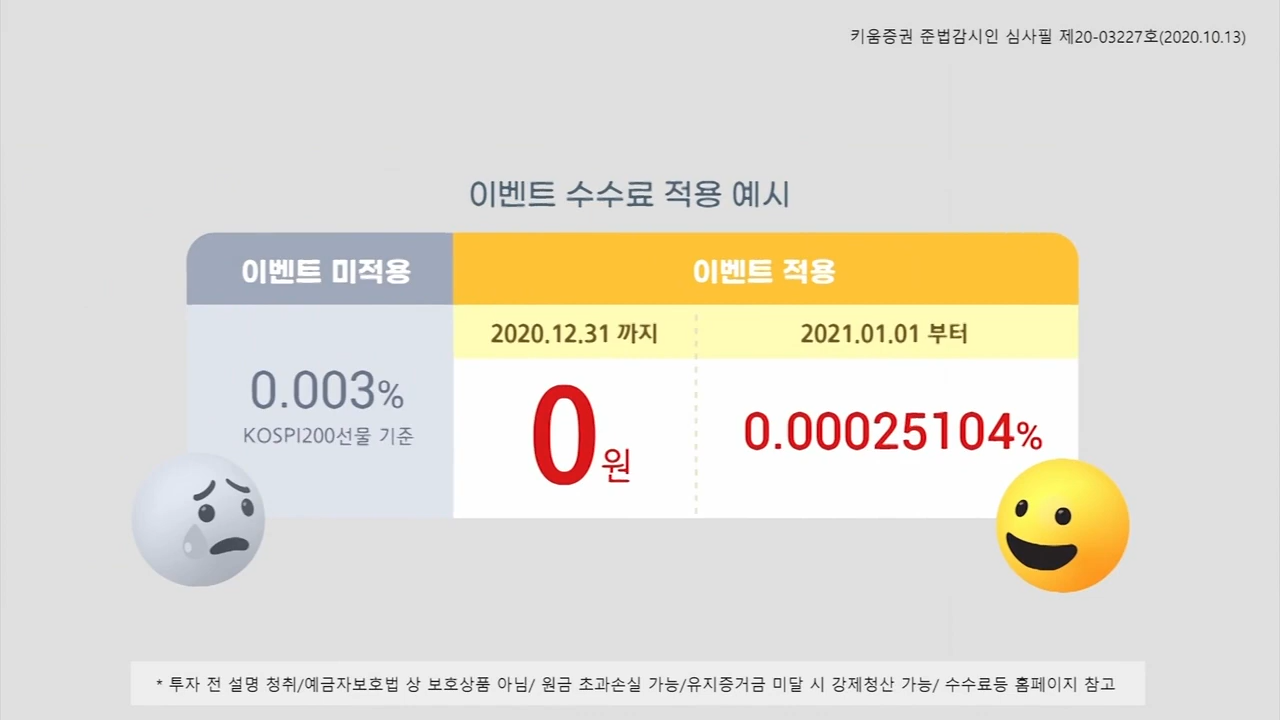 키움증권 준법감시인 심사필 제20-03227호(2020.10.13)
이벤트 수수료 적용 예시
이벤트 미적용
이벤트 적용
0.003%
KOSPI200선물 기준
2020.12.31 까지
0원
2021.01.01 부터
0.00025104%
* 투자 전 설명 청취/예금자보호법 상 보호상품 아님/ 원금 초과손실 가능/유지증거금 미달 시 강제청산 가능/ 수수료등 홈페이지 참고